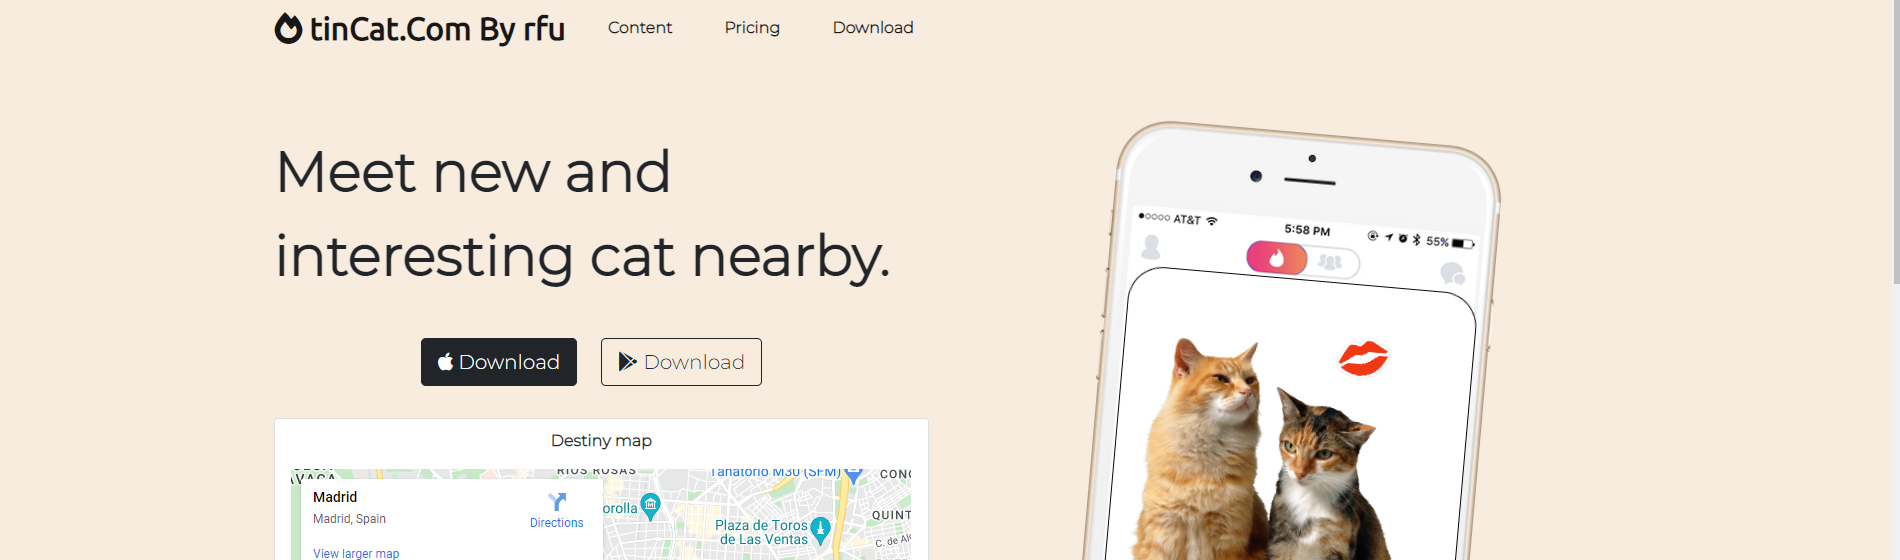 tinCat.Com By rfu
Content
Pricing
Download
Meet new and
interesting cat nearby.
Download
Download
AT&T
5:58 PM
55%
Destiny map
RIOS ROSAS
Tanatorio M30 (SFM)
Madrid
Madrid, Spain
Directions
View larger map
orolla
Plaza de Toros
de Las Ventas
CONC
QUINT
C. de Al